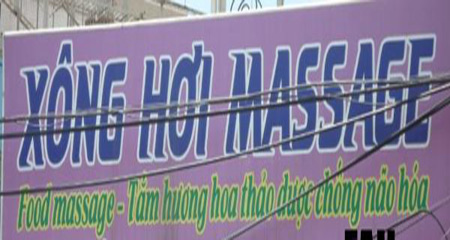 XÔNG HƠI MASSAGE
Food massage - Tắm hương hoa thảo dược chống não hóa